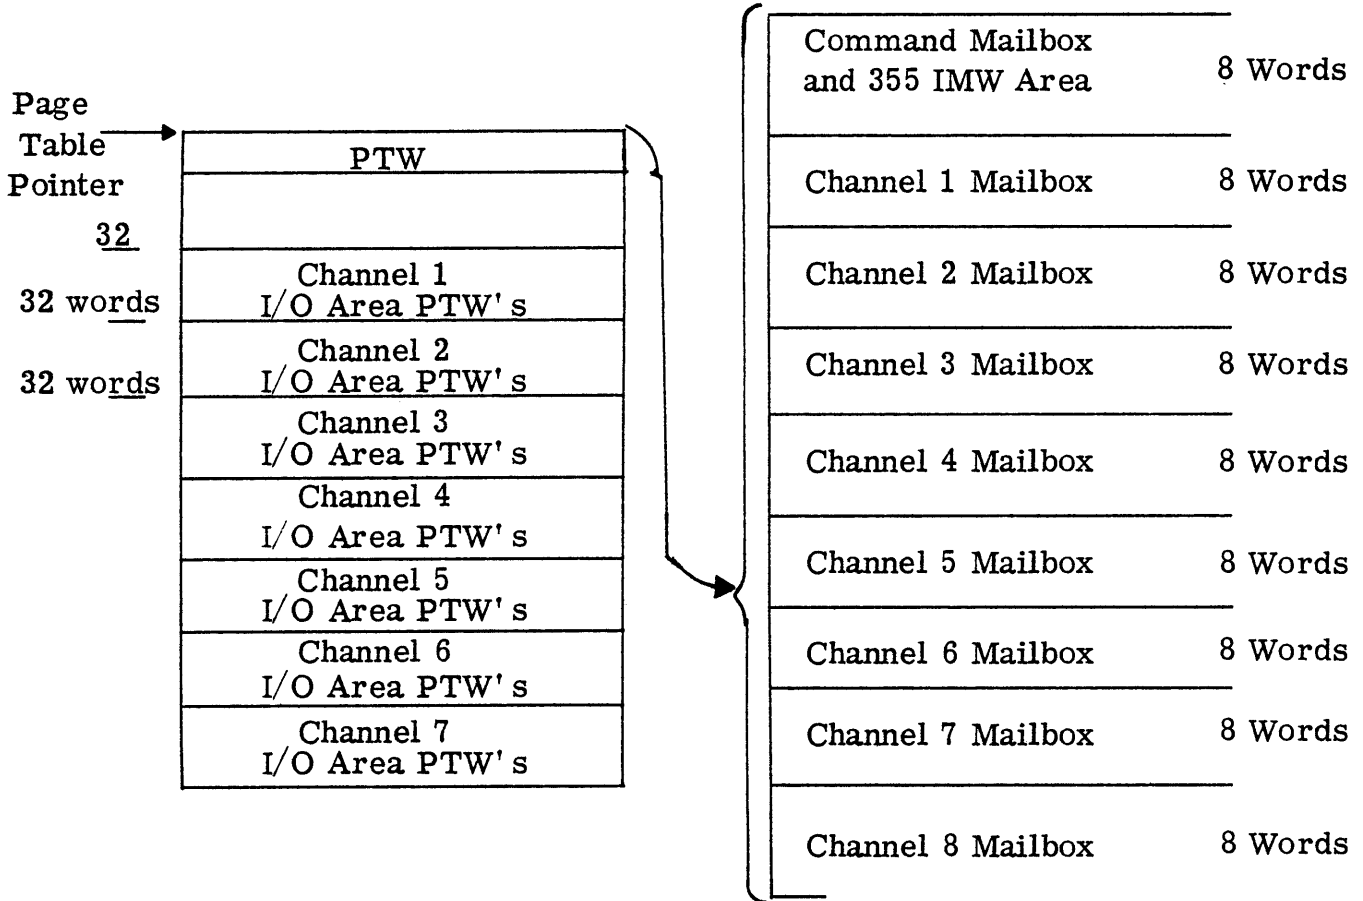 Page
Table
Pointer
PTW
32
Channel 1
I/O Area PTW's
32 words
Channel 2
I/O Area PTW's
32 words
Channel 3
I/O Area PTW's
Channel 4
I/O Area PTW's
Channel 5
I/O Area PTW's
Channel 6
I/O Area PTW's
Channel 7
I/O Area PTW's
Command Mailbox
and 355 IMW Area
8 Words
Channel 1 Mailbox 8 Words
Channel 2 Mailbox 8 Words
Channel 3 Mailbox 8 Words
Channel 4 Mailbox 8 Words
Channel 5 Mailbox 8 Words
Channel 6 Mailbox 8 Words
Channel 7 Mailbox 8 Words
Channel 8 Mailbox 8 Words